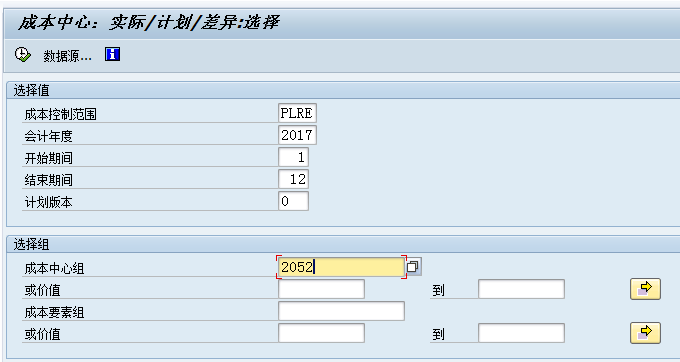 成本中心：实际/计划/差异:选择
数据源...
选择值
成本控制范围 PLRE
会计年度 2017
开始期间 1
结束期间 12
计划版本 0
选择组
成本中心组 2052
或价值 到
成本要素组
或价值 到